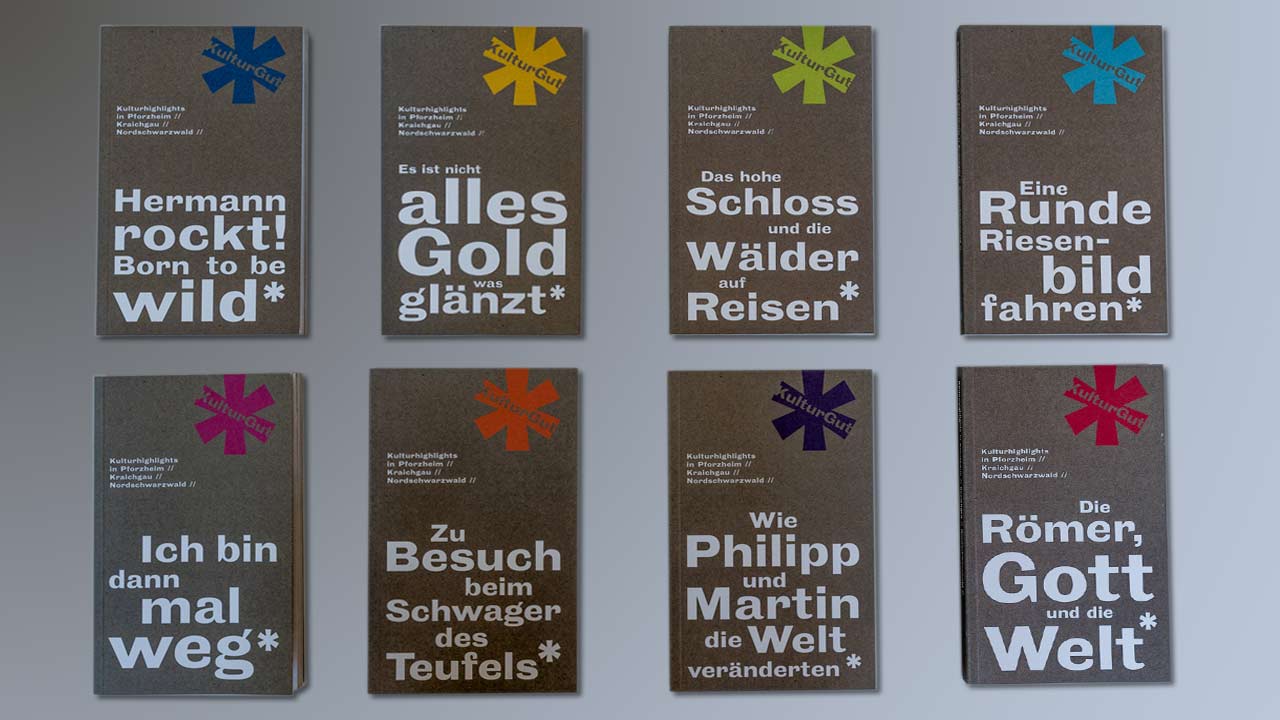 KulturGut
Kulturhighlights
in Pforzheim //
Kraichgau //
Nordschwarzwald //
Hermann
rockt!
Born to be
wild*
KulturGut
Kulturhighlights
in Pforzheim //
Kraichgau //
Nordschwarzwald //
Es ist nicht
alles
Gold
was
glänzt*
KulturGut
Kulturhighlights
in Pforzheim //
Kraichgau //
Nordschwarzwald //
Das hohe
Schloss
und die
Wälder
auf
Reisen*
KulturGut
Kulturhighlights
in Pforzheim //
Kraichgau //
Nordschwarzwald //
Eine
Runde
Riesen-
bild
fahren*
KulturGut
Kulturhighlights
in Pforzheim //
Kraichgau //
Nordschwarzwald //
Ich bin
dann
mal
weg*
KulturGut
Kulturhighlights
in Pforzheim //
Kraichgau //
Nordschwarzwald //
Zu
Besuch
beim
Schwager
des
Teufels*
KulturGut
Kulturhighlights
in Pforzheim //
Kraichgau //
Nordschwarzwald //
Wie
Philipp
und
Martin
die Welt
veränderten*
KulturGut
Kulturhighlights
in Pforzheim //
Kraichgau //
Nordschwarzwald //
Die
Römer,
Gott
und die
Welt*